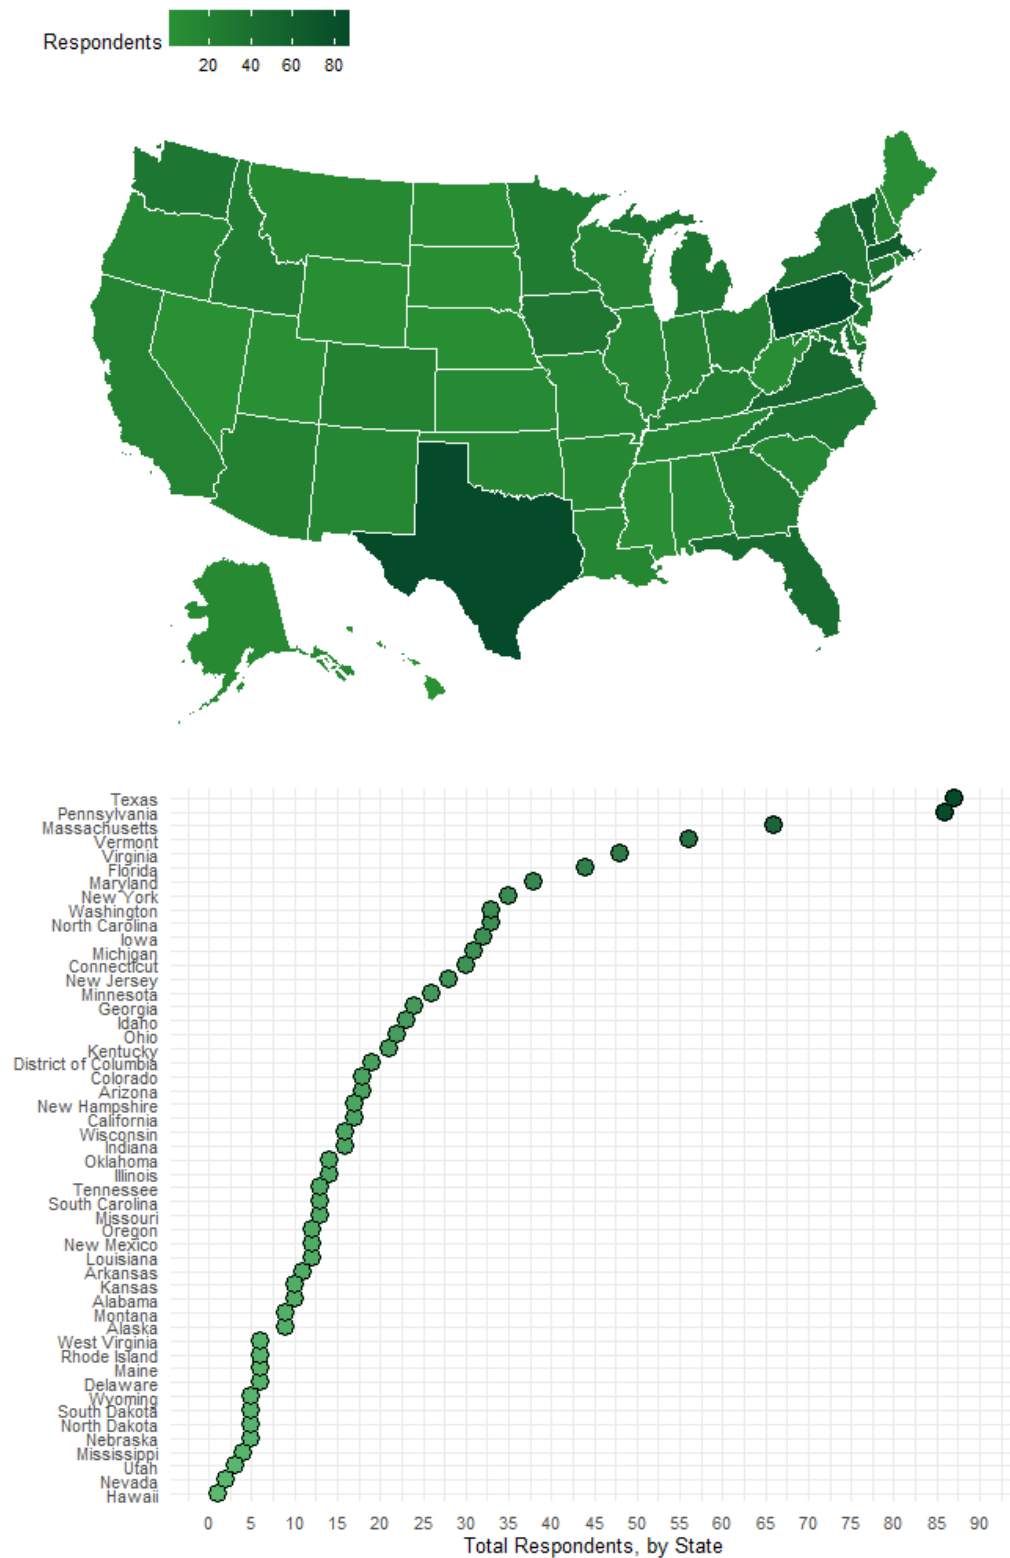 Respondents
20 40 60 80
Texas
Pennsylvania
Massachusetts
Vermont
Virginia
Florida
Maryland
New York
Washington
North Carolina
Iowa
Michigan
Connecticut
New Jersey
Minnesota
Georgia
Idaho
Ohio
Kentucky
District of Columbia
Colorado
Arizona
New Hampshire
California
Wisconsin
Indiana
Oklahoma
Illinois
Tennessee
South Carolina
Missouri
Oregon
New Mexico
Louisiana
Arkansas
Kansas
Alabama
Montana
Alaska
West Virginia
Rhode Island
Maine
Delaware
Wyoming
South Dakota
North Dakota
Nebraska
Mississippi
Utah
Nevada
Hawaii
0 5 10 15 20 25 30 35 40 45 50 55 60 65 70 75 80 85 90
Total Respondents, by State